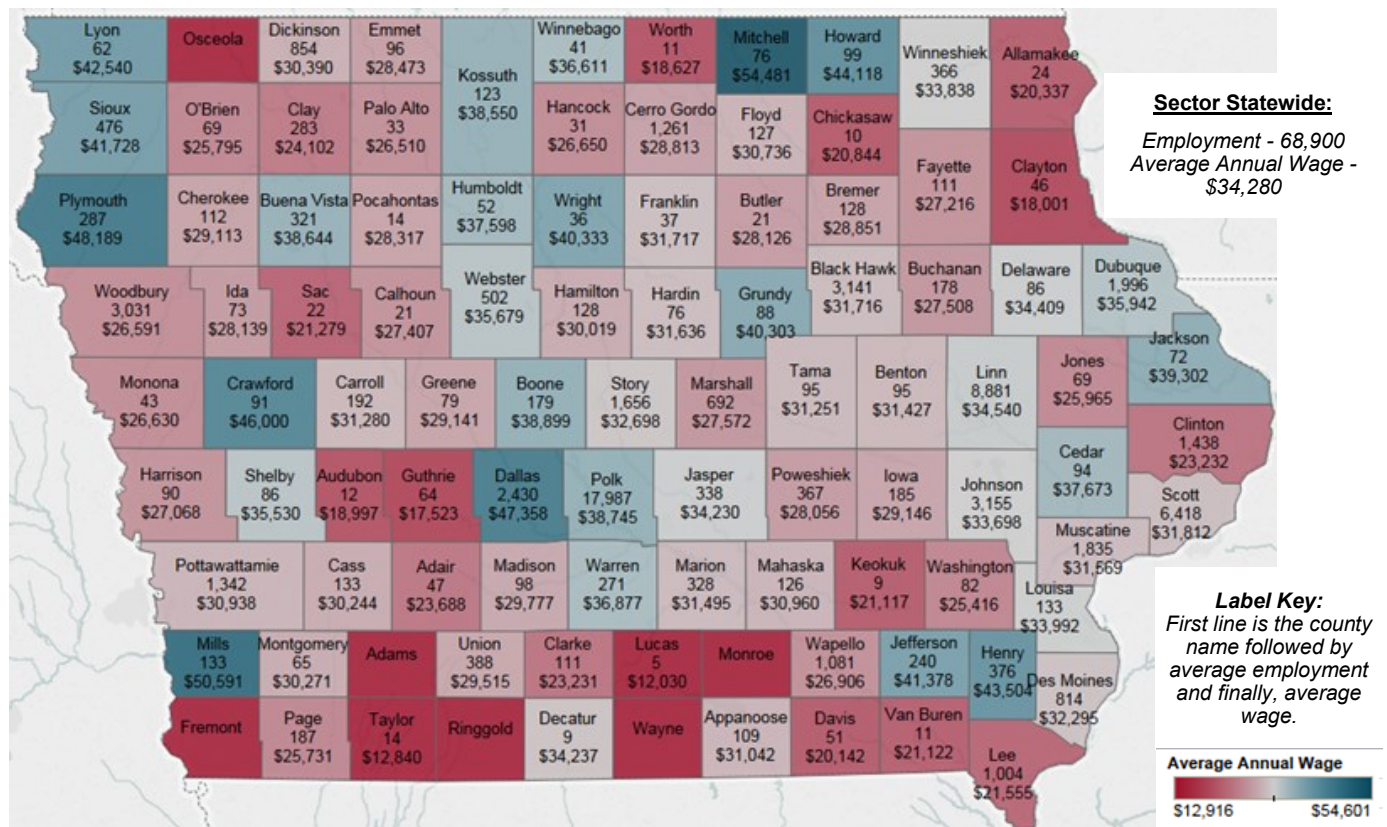 Lyon
62
$42,540
Osceola
Dickinson
854
$30,390
Emmet
96
$28,473
Kossuth
123
$38,550
Winnebago
41
$36,611
Worth
11
$18,627
Mitchell
76
$54,481
Howard
99
$44,118
Winneshiek
366
$33,838
Allamakee
24
$20,337
Sioux
476
$41,728
O'Brien
69
$25,795
Clay
283
$24,102
Palo Alto
33
$26,510
Hancock
31
$26,650
Cerro Gordo
1,261
$28,813
Floyd
127
$30,736
Chickasaw
10
$20,844
Fayette
111
$27,216
Clayton
46
$18,001
Plymouth
287
$48,189
Cherokee
112
$29,113
Buena Vista
321
$38,644
Pocahontas
14
$28,317
Humboldt
52
$37,598
Wright
36
$40,333
Franklin
37
$31,717
Butler
21
$28,126
Bremer
128
$28,851
Woodbury
3,031
$26,591
Ida
73
$28,139
Sac
22
$21,279
Calhoun
21
$27,407
Webster
502
$35,679
Hamilton
128
$30,019
Hardin
76
$31,636
Grundy
88
$40,303
Black Hawk
3,141
$31,716
Buchanan
178
$27,508
Delaware
86
$34,409
Dubuque
1,996
$35,942
Jackson
72
$39,302
Monona
43
$26,630
Crawford
91
$46,000
Carroll
192
$31,280
Greene
79
$29,141
Boone
179
$38,899
Story
1,656
$32,698
Marshall
692
$27,572
Tama
95
$31,251
Benton
95
$31,427
Linn
8,881
$34,540
Jones
69
$25,965
Clinton
1,438
$23,232
Cedar
94
$37,673
Harrison
90
$27,068
Shelby
86
$35,530
Audubon
12
$18,997
Guthrie
64
$17,523
Dallas
2,430
$47,358
Polk
17,987
$38,745
Jasper
338
$34,230
Poweshiek
367
$28,056
Iowa
185
$29,146
Johnson
3,155
$33,698
Scott
6,418
$31,812
Muscatine
1,835
$31,569
Pottawattamie
1,342
$30,938
Cass
133
$30,244
Adair
47
$23,688
Madison
98
$29,777
Warren
271
$36,877
Marion
328
$31,495
Mahaska
126
$30,960
Keokuk
9
$21,117
Washington
82
$25,416
Louisa
133
$33,992
Mills
133
$50,591
Montgomery
65
$30,271
Adams
Union
388
$29,515
Clarke
111
$23,231
Lucas
5
$12,030
Monroe
Wapello
1,081
$26,906
Jefferson
240
$41,378
Henry
376
$43,504
Des Moines
814
$32,295
Fremont
Page
187
$25,731
Taylor
14
$12,840
Ringgold
Decatur
9
$34,237
Wayne
Appanoose
109
$31,042
Davis
51
$20,142
Van Buren
11
$21,122
Lee
1,004
$21,555
Sector Statewide:
Employment - 68,900
Average Annual Wage -
$34,280
Label Key:
First line is the county
name followed by
average employment
and finally, average
wage.
Average Annual Wage
$12,916 $54,601